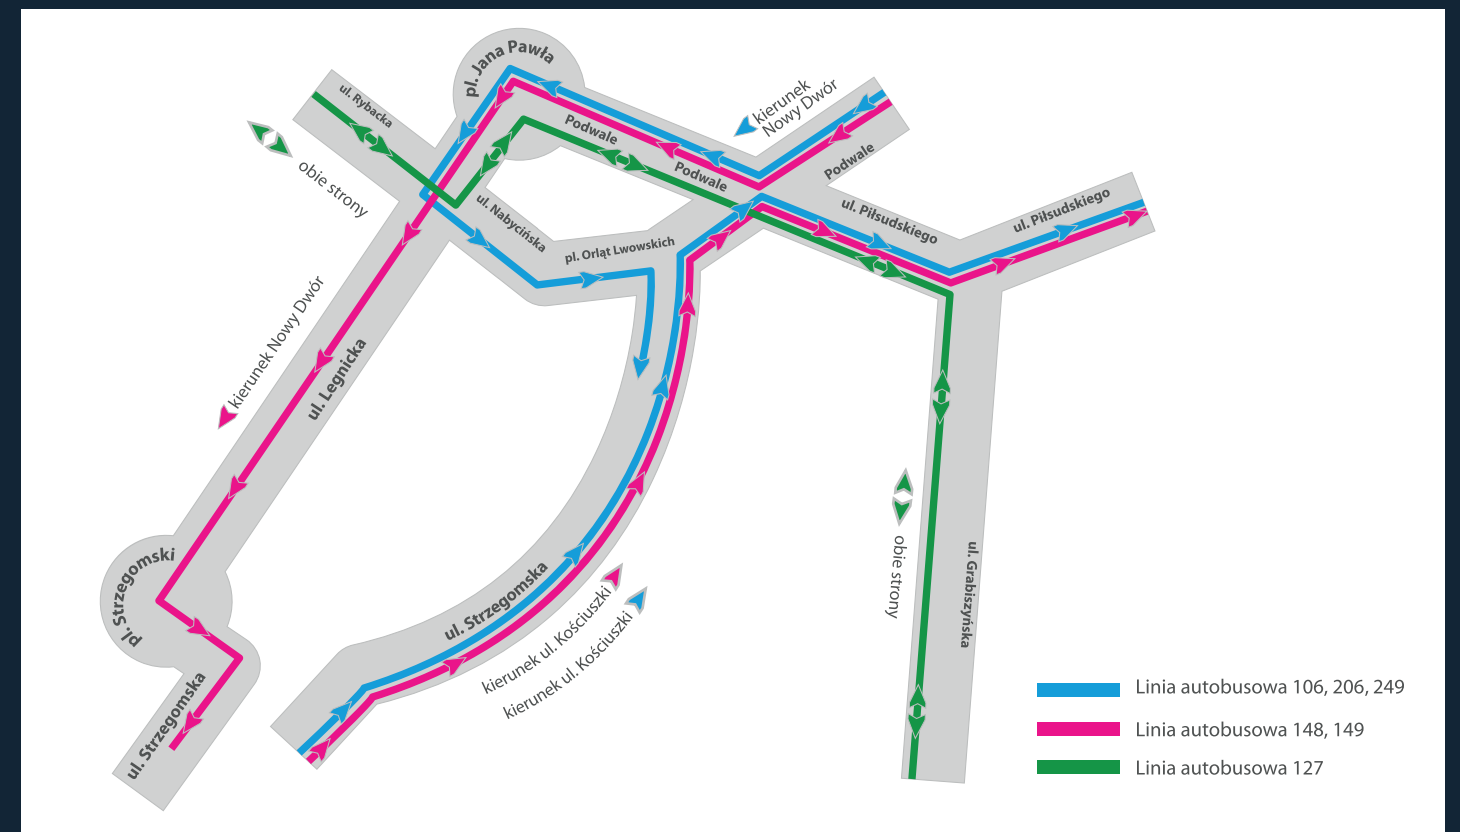 pl. Jana Pawła
ul. Rybacka
kierunek
Nowy Dwór
Podwale
Podwale
Podwale
obie strony
ul. Nabycińska
pl. Orląt Lwowskich
ul. Piłsudskiego
ul. Piłsudskiego
kierunek Nowy Dwór
ul. Legnicka
pl. Strzegomski
ul. Strzegomska
ul. Strzegomska
kierunek ul. Kościuszki
kierunek ul. Kościuszki
obie strony
ul. Grabiszyńska
Linia autobusowa 106, 206, 249
Linia autobusowa 148, 149
Linia autobusowa 127